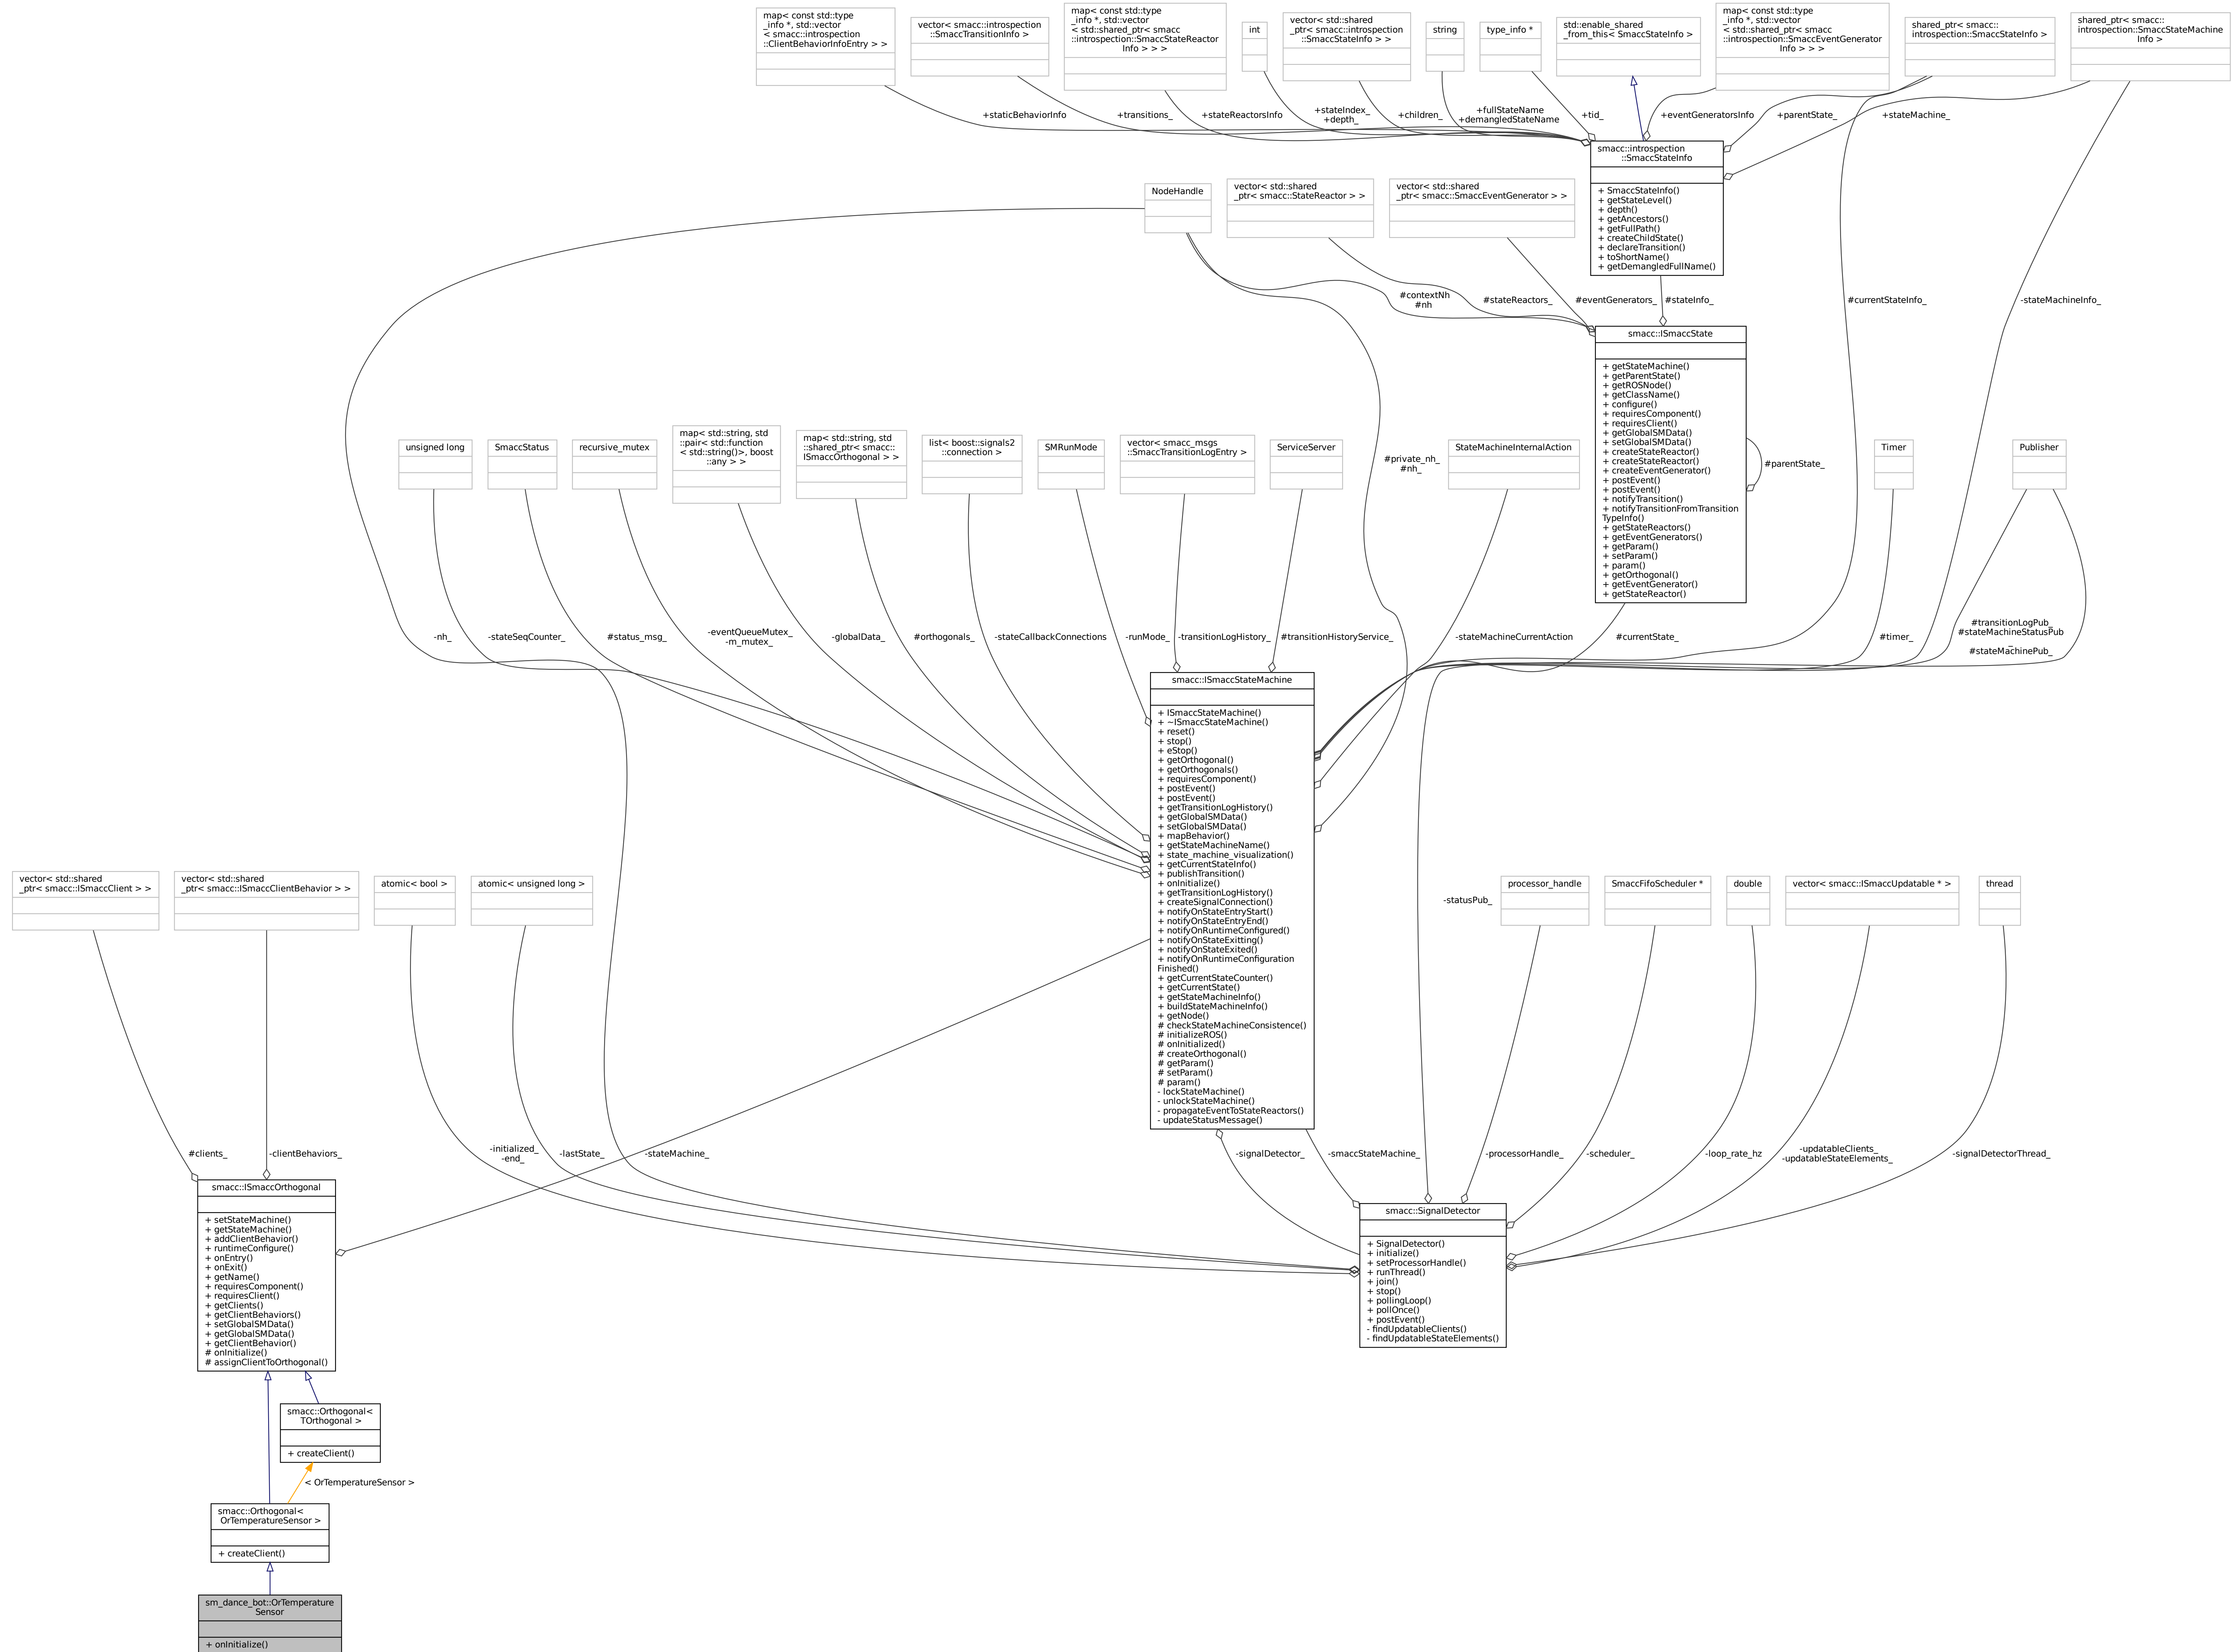 map< const std::type
_info *, std::vector
< smacc::introspection
::ClientBehaviorInfoEntry > >
vector< smacc::introspection
::SmaccTransitionInfo >
map< const std::type
_info *, std::vector
< std::shared_ptr< smacc
::introspection::SmaccStateReactor
Info > > >
int
vector< std::shared
_ptr< smacc::introspection
::SmaccStateInfo > >
string
type_info *
std::enable_shared
_from_this< SmaccStateInfo >
map< const std::type
_info *, std::vector
< std::shared_ptr< smacc
::introspection::SmaccEventGenerator
Info > > >
shared_ptr< smacc::
introspection::SmaccStateInfo >
shared_ptr< smacc::
introspection::SmaccStateMachine
Info >
+staticBehaviorInfo
+transitions_
+stateReactorsInfo
+stateIndex_
+depth_
+children_
+fullStateName
+demangledStateName
+tid_
+eventGeneratorsInfo
+parentState_
+stateMachine_
smacc::introspection
::SmaccStateInfo
+ SmaccStateInfo()
+ getStateLevel()
+ depth()
+ getAncestors()
+ getFullPath()
+ createChildState()
+ declareTransition()
+ toShortName()
+ getDemangledFullName()
NodeHandle
vector< std::shared
_ptr< smacc::StateReactor > >
vector< std::shared
_ptr< smacc::SmaccEventGenerator > >
#contextNh
#nh
#stateReactors_
#eventGenerators_
#stateInfo_
#currentStateInfo_
-stateMachineInfo_
smacc::ISmaccState
+ getStateMachine()
+ getParentState()
+ getROSNode()
+ getClassName()
+ configure()
+ requiresComponent()
+ requiresClient()
+ getGlobalSMData()
+ setGlobalSMData()
+ createStateReactor()
+ createStateReactor()
+ createEventGenerator()
+ postEvent()
+ postEvent()
+ notifyTransition()
+ notifyTransitionFromTransition
TypeInfo()
+ getStateReactors()
+ getEventGenerators()
+ getParam()
+ setParam()
+ param()
+ getOrthogonal()
+ getEventGenerator()
+ getStateReactor()
#parentState_
unsigned long
SmaccStatus
recursive_mutex
map< std::string, std
::pair< std::function
< std::string()>, boost
::any > >
map< std::string, std
::shared_ptr< smacc::
ISmaccOrthogonal > >
list< boost::signals2
::connection >
SMRunMode
vector< smacc_msgs
::SmaccTransitionLogEntry >
ServiceServer
#private_nh_
#nh_
StateMachineInternalAction
Timer
Publisher
-nh_
-stateSeqCounter_
#status_msg_
-eventQueueMutex_
-m_mutex_
-globalData_
#orthogonals_
-stateCallbackConnections
-runMode_
-transitionLogHistory_
#transitionHistoryService_
-stateMachineCurrentAction
#currentState_
#timer_
#transitionLogPub_
#stateMachineStatusPub
_
#stateMachinePub_
smacc::ISmaccStateMachine
+ ISmaccStateMachine()
+ ~ISmaccStateMachine()
+ reset()
+ stop()
+ eStop()
+ getOrthogonal()
+ getOrthogonals()
+ requiresComponent()
+ postEvent()
+ postEvent()
+ getTransitionLogHistory()
+ getGlobalSMData()
+ setGlobalSMData()
+ mapBehavior()
+ getStateMachineName()
+ state_machine_visualization()
+ getCurrentStateInfo()
+ publishTransition()
+ onInitialize()
+ getTransitionLogHistory()
+ createSignalConnection()
+ notifyOnStateEntryStart()
+ notifyOnStateEntryEnd()
+ notifyOnRuntimeConfigured()
+ notifyOnStateExitting()
+ notifyOnStateExited()
+ notifyOnRuntimeConfiguration
Finished()
+ getCurrentStateCounter()
+ getCurrentState()
+ getStateMachineInfo()
+ buildStateMachineInfo()
+ getNode()
# checkStateMachineConsistence()
# initializeROS()
# onInitialized()
# createOrthogonal()
# getParam()
# setParam()
# param()
- lockStateMachine()
- unlockStateMachine()
- propagateEventToStateReactors()
- updateStatusMessage()
vector< std::shared
_ptr< smacc::ISmaccClient > >
vector< std::shared
_ptr< smacc::ISmaccClientBehavior > >
atomic< bool >
atomic< unsigned long >
-statusPub_
processor_handle
SmaccFifoScheduler *
double
vector< smacc::ISmaccUpdatable * >
thread
#clients_
-clientBehaviors_
-initialized_
-end_
-lastState_
-stateMachine_
-signalDetector_
-smaccStateMachine_
-processorHandle_
-scheduler_
-loop_rate_hz
-updatableClients_
-updatableStateElements_
-signalDetectorThread_
smacc::ISmaccOrthogonal
+ setStateMachine()
+ getStateMachine()
+ addClientBehavior()
+ runtimeConfigure()
+ onEntry()
+ onExit()
+ getName()
+ requiresComponent()
+ requiresClient()
+ getClients()
+ getClientBehaviors()
+ setGlobalSMData()
+ getGlobalSMData()
+ getClientBehavior()
# onInitialize()
# assignClientToOrthogonal()
smacc::SignalDetector
+ SignalDetector()
+ initialize()
+ setProcessorHandle()
+ runThread()
+ join()
+ stop()
+ pollingLoop()
+ pollOnce()
+ postEvent()
- findUpdatableClients()
- findUpdatableStateElements()
smacc::Orthogonal<
TOrthogonal >
+ createClient()
< OrTemperatureSensor >
smacc::Orthogonal<
OrTemperatureSensor >
+ createClient()
sm_dance_bot::OrTemperature
Sensor
+ onInitialize()